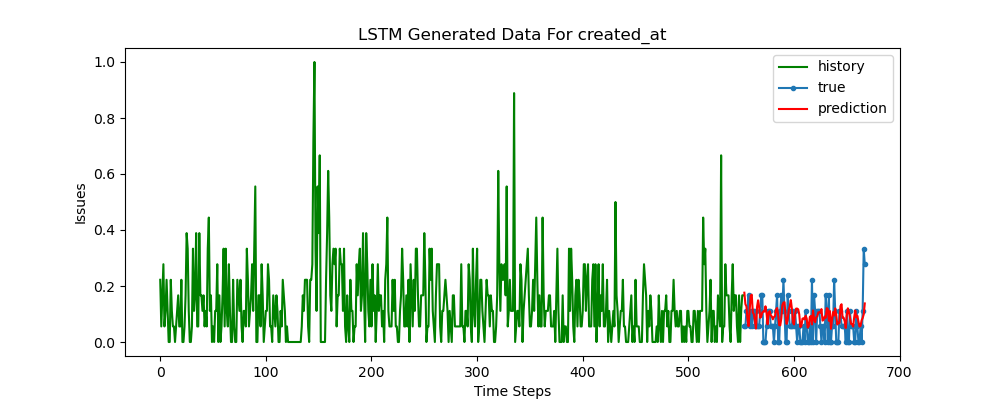 LSTM Generated Data For created_at
history
true
prediction
Issues
1.0
0.8
0.6
0.4
0.2
0.0
0 100 200 300 400 500 600 700
Time Steps